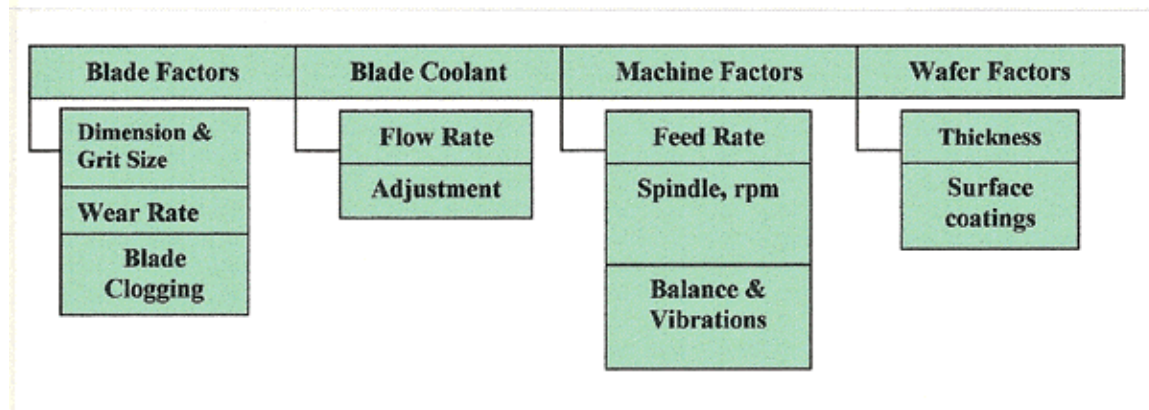 Blade Factors
Blade Coolant
Machine Factors
Wafer Factors
Dimension &
Grit Size
Wear Rate
Blade
Clogging
Flow Rate
Adjustment
Feed Rate
Spindle, rpm
Balance &
Vibrations
Thickness
Surface
coatings